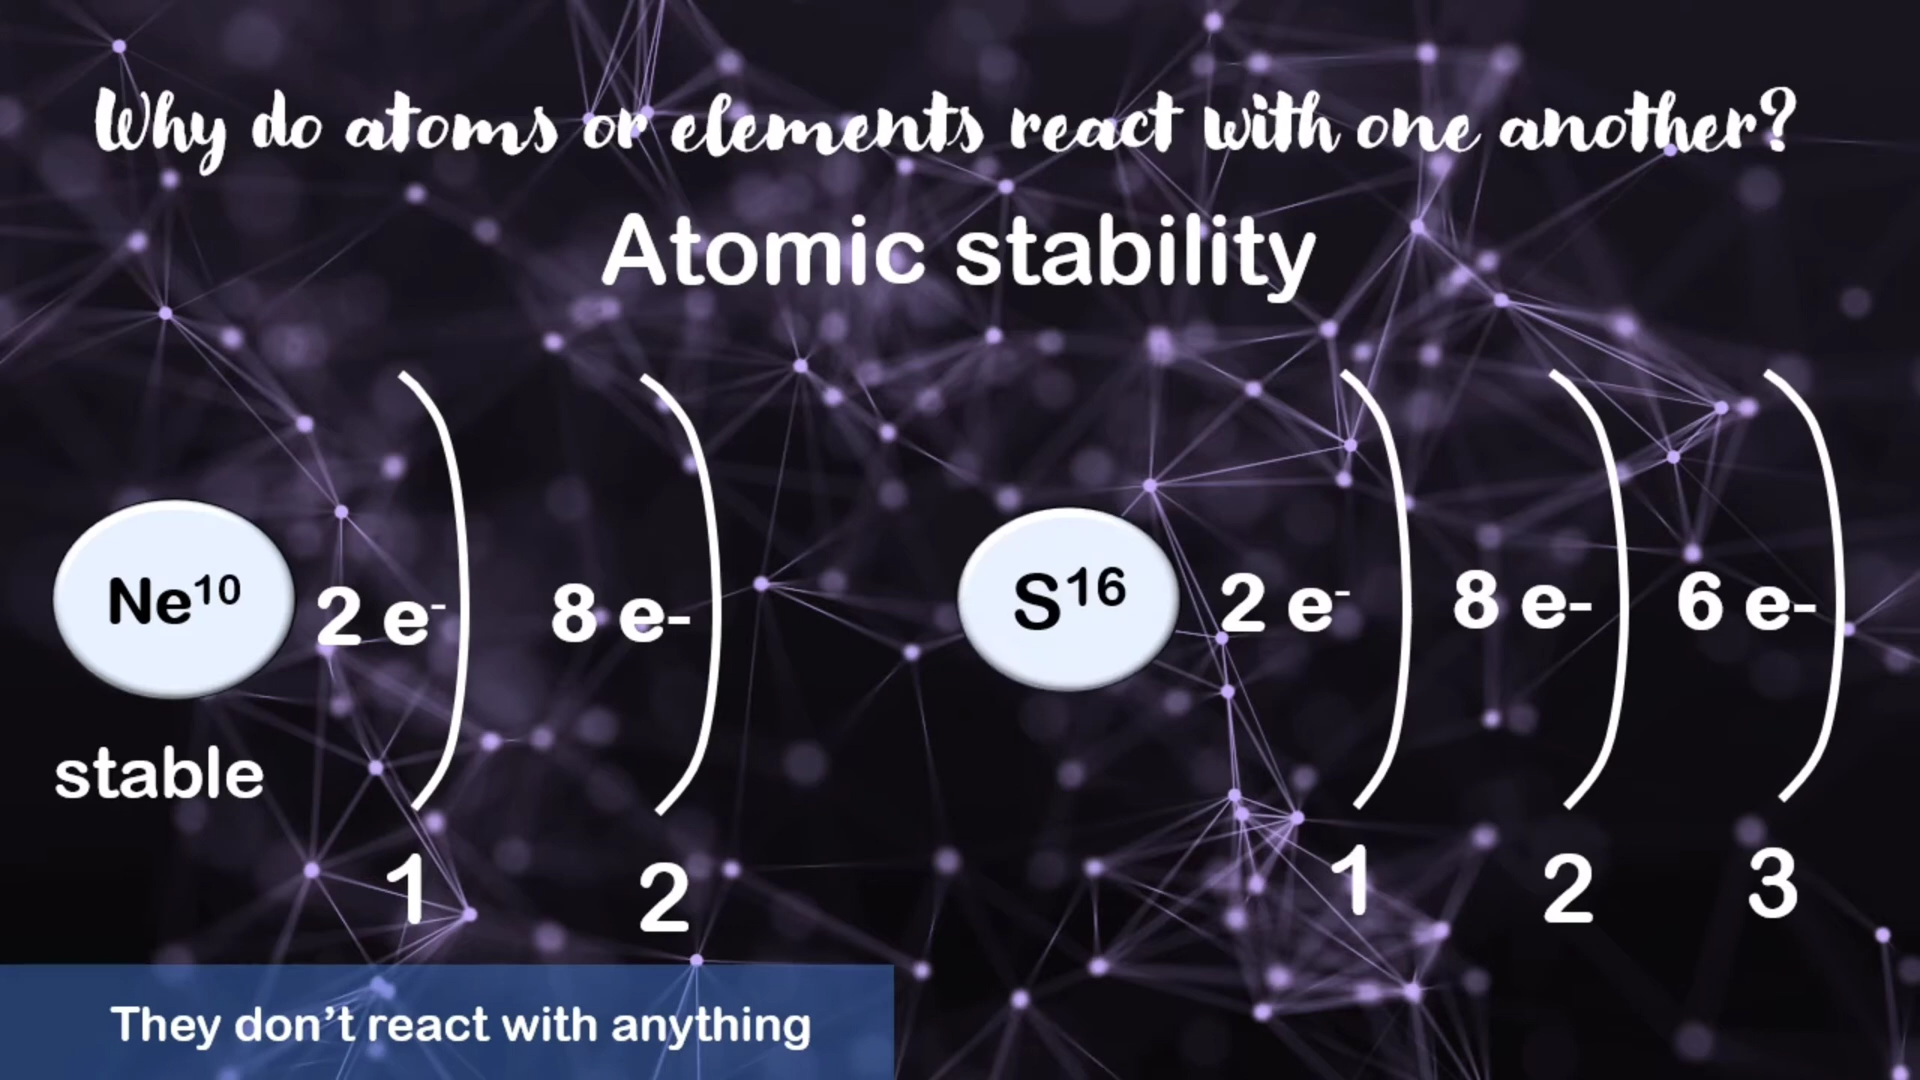 Why do atoms or elements react with one another?
Atomic stability
Ne¹⁰ 2 e⁻ 8 e-
stable
1 2
S¹⁶ 2 e⁻ 8 e- 6 e-
1 2 3
They don’t react with anything